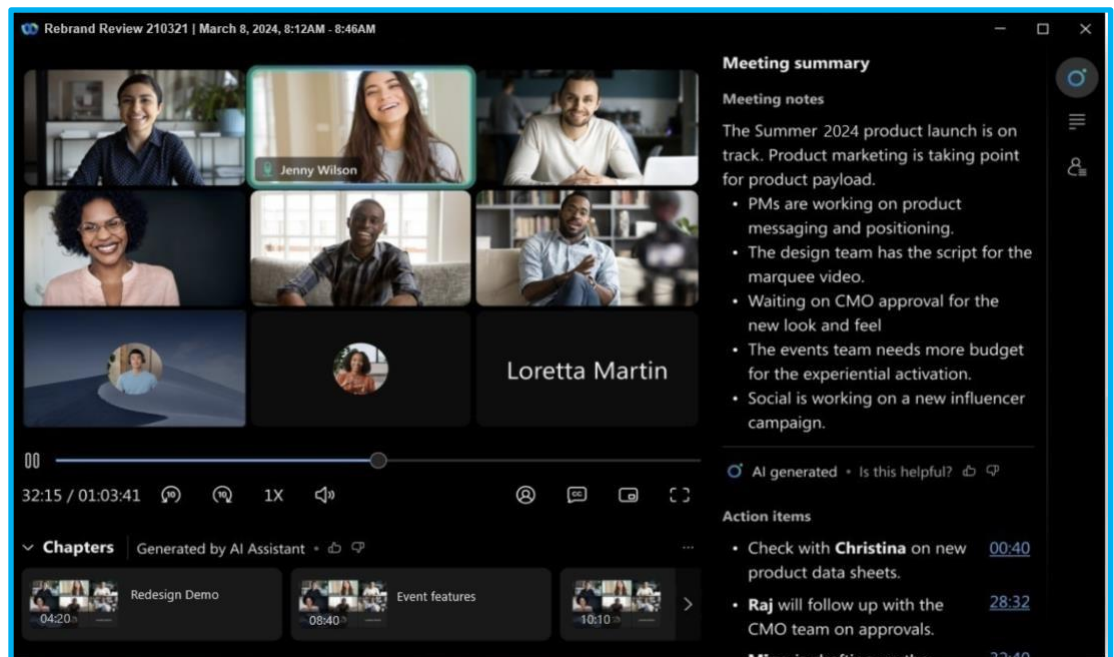 Rebrand Review 210321 | March 8, 2024, 8:12AM - 8:46AM
Jenny Wilson
Loretta Martin
32:15 / 01:03:41
10
10
1X
CC
Chapters
Generated by AI Assistant •
...
04:20
Redesign Demo
08:40
Event features
10:10
Meeting summary
Meeting notes
The Summer 2024 product launch is on
track. Product marketing is taking point
for product payload.
• PMs are working on product
messaging and positioning.
• The design team has the script for the
marquee video.
• Waiting on CMO approval for the
new look and feel
• The events team needs more budget
for the experiential activation.
• Social is working on a new influencer
campaign.
AI generated • Is this helpful?
Action items
• Check with Christina on new 00:40
product data sheets.
• Raj will follow up with the 28:32
CMO team on approvals.